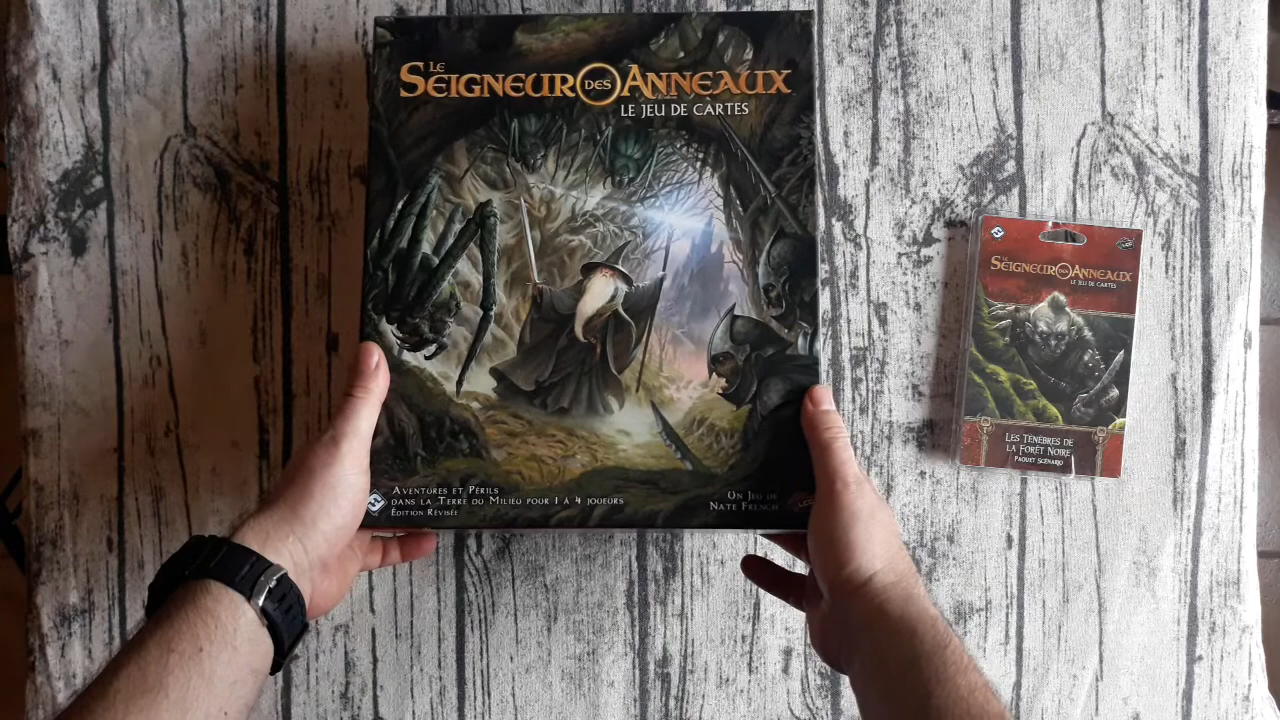 LE
SEIGNEUR DES ANNEAUX
LE JEU DE CARTES
AVENTURES ET PÉRILS
DANS LA TERRE DU MILIEU POUR 1 À 4 JOUEURS
ÉDITION RÉVISÉE
UN JEU DE
NATE FRENCH
LCG
LE
SEIGNEUR DES ANNEAUX
LE JEU DE CARTES
LES TÉNÈBRES DE
LA FORÊT NOIRE
PAQUET SCÉNARIO